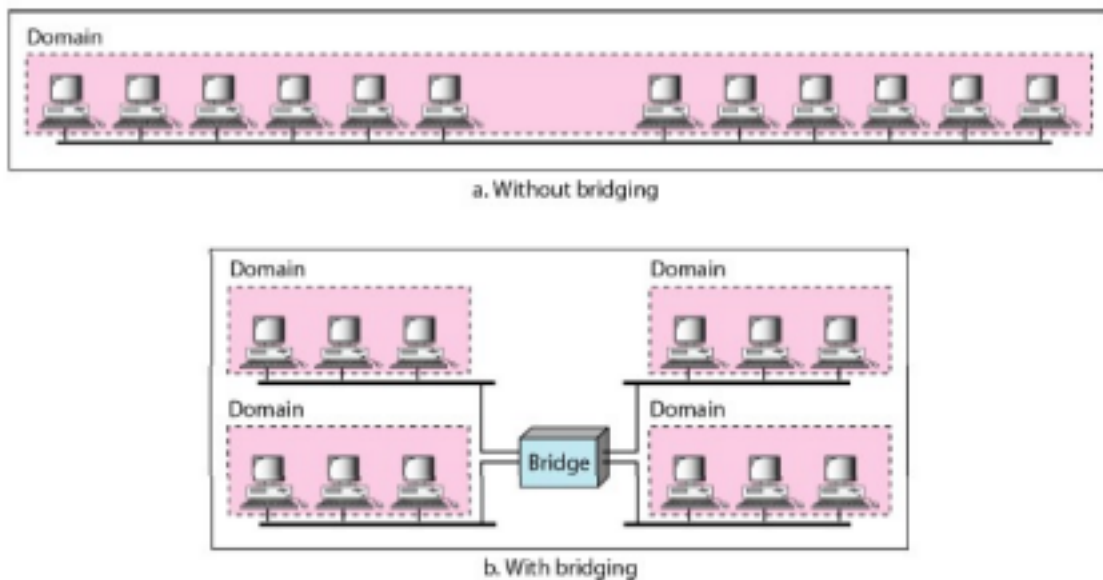 Domain
a. Without bridging
Domain
Domain
Domain
Domain
Bridge
b. With bridging